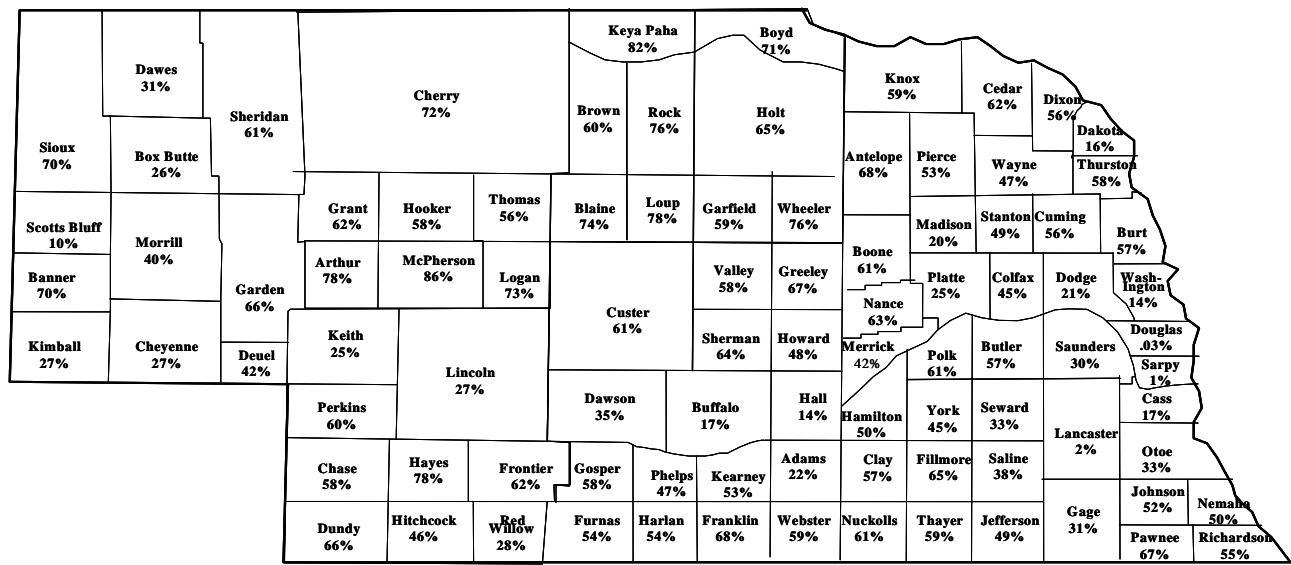 Keya Paha
82%
Boyd
71%
Dawes
31%
Cherry
72%
Knox
59%
Cedar
62%
Dixon
56%
Sheridan
61%
Brown
60%
Rock
76%
Holt
65%
Dakota
16%
Sioux
70%
Box Butte
26%
Antelope
68%
Pierce
53%
Wayne
47%
Thurston
58%
Grant
62%
Hooker
58%
Thomas
56%
Blaine
74%
Loup
78%
Garfield
59%
Wheeler
76%
Scotts Bluff
10%
Morrill
40%
Madison
20%
Stanton
49%
Cuming
56%
Burt
57%
Banner
70%
Garden
66%
Arthur
78%
McPherson
86%
Logan
73%
Valley
58%
Greeley
67%
Boone
61%
Platte
25%
Colfax
45%
Dodge
21%
Wash-
ington
14%
Custer
61%
Nance
63%
Kimball
27%
Cheyenne
27%
Deuel
42%
Keith
25%
Lincoln
27%
Sherman
64%
Howard
48%
Merrick
42%
Polk
61%
Butler
57%
Saunders
30%
Douglas
.03%
Sarpy
1%
Perkins
60%
Dawson
35%
Buffalo
17%
Hall
14%
Hamilton
50%
York
45%
Seward
33%
Lancaster
2%
Cass
17%
Otoe
33%
Chase
58%
Hayes
78%
Frontier
62%
Gosper
58%
Phelps
47%
Kearney
53%
Adams
22%
Clay
57%
Fillmore
65%
Saline
38%
Johnson
52%
Nemaha
50%
Dundy
66%
Hitchcock
46%
Red
Willow
28%
Furnas
54%
Harlan
54%
Franklin
68%
Webster
59%
Nuckolls
61%
Thayer
59%
Jefferson
49%
Gage
31%
Pawnee
67%
Richardson
55%